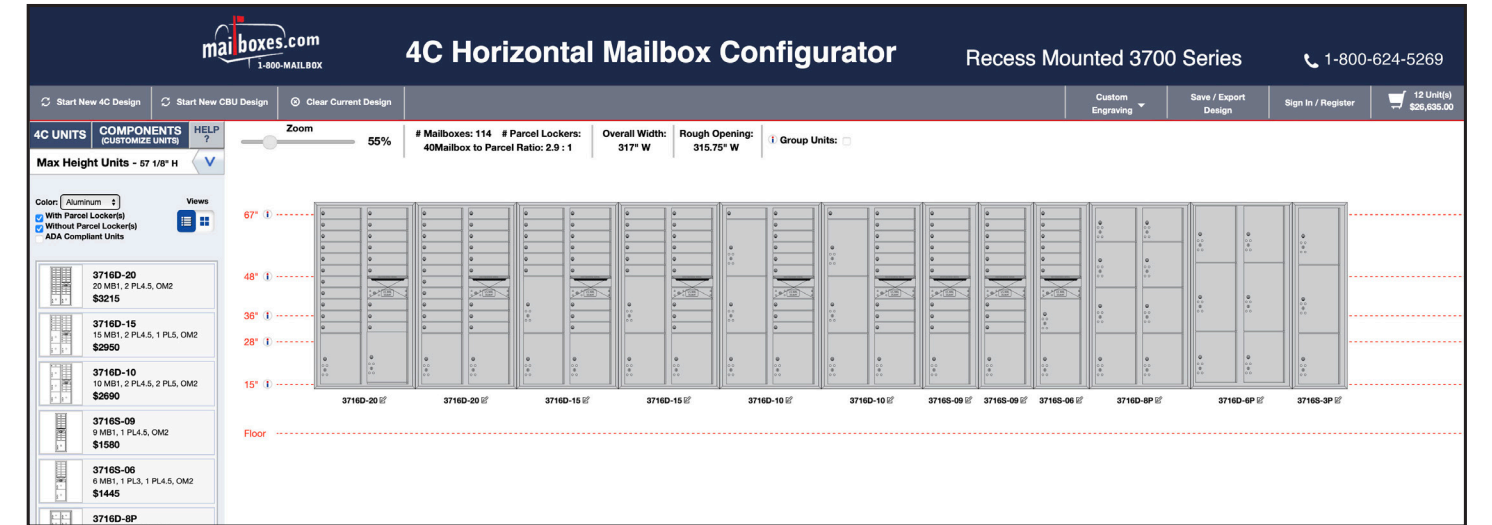 mailboxes.com
1-800-MAILBOX
4C Horizontal Mailbox Configurator
Recess Mounted 3700 Series
1-800-624-5269
Start New 4C Design
Start New CBU Design
Clear Current Design
Custom
Engraving
Save / Export
Design
Sign In / Register
12 Unit(s)
$26,635.00
4C UNITS
COMPONENTS
(CUSTOMIZE UNITS)
HELP
?
Zoom
55%
# Mailboxes: 114 # Parcel Lockers:
40Mailbox to Parcel Ratio: 2.9 : 1
Overall Width:
317" W
Rough Opening:
315.75" W
i Group Units:
Max Height Units - 57 1/8" H
V
Color: Aluminum
Views
With Parcel Locker(s)
Without Parcel Locker(s)
ADA Compliant Units
3716D-20
20 MB1, 2 PL4.5, OM2
$3215
3716D-15
15 MB1, 2 PL4.5, 1 PL5, OM2
$2950
3716D-10
10 MB1, 2 PL4.5, 2 PL5, OM2
$2690
3716S-09
9 MB1, 1 PL4.5, OM2
$1580
3716S-06
6 MB1, 1 PL3, 1 PL4.5, OM2
$1445
3716D-8P
67" i
48" i
36" i
28" i
15" i
3716D-20 3716D-20 3716D-15 3716D-15 3716D-10 3716D-10 3716S-09 3716S-09 3716S-06 3716D-8P 3716D-6P 3716S-3P
Floor